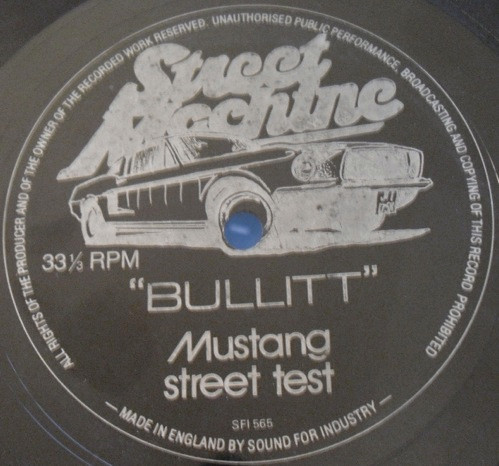 ALL RIGHTS OF THE PRODUCER AND OF THE OWNER OF THE RECORDED WORK RESERVED. UNAUTHORISED PUBLIC PERFORMANCE, BROADCASTING AND COPYING OF THIS RECORD PROHIBITED
Street
Machine
33⅓ RPM
"BULLITT"
Mustang
street test
SFI 565
— MADE IN ENGLAND BY SOUND FOR INDUSTRY —